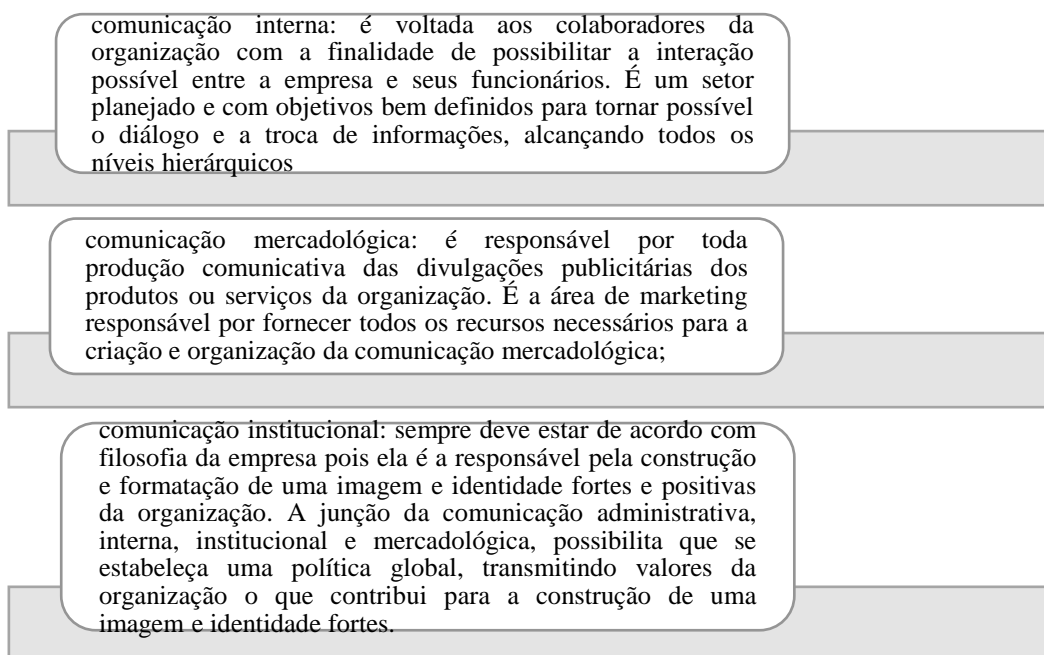 comunicação interna: é voltada aos colaboradores da
organização com a finalidade de possibilitar a interação
possível entre a empresa e seus funcionários. É um setor
planejado e com objetivos bem definidos para tornar possível
o diálogo e a troca de informações, alcançando todos os
níveis hierárquicos
comunicação mercadológica: é responsável por toda
produção comunicativa das divulgações publicitárias dos
produtos ou serviços da organização. É a área de marketing
responsável por fornecer todos os recursos necessários para a
criação e organização da comunicação mercadológica;
comunicação institucional: sempre deve estar de acordo com
filosofia da empresa pois ela é a responsável pela construção
e formatação de uma imagem e identidade fortes e positivas
da organização. A junção da comunicação administrativa,
interna, institucional e mercadológica, possibilita que se
estabeleça uma política global, transmitindo valores da
organização o que contribui para a construção de uma
imagem e identidade fortes.